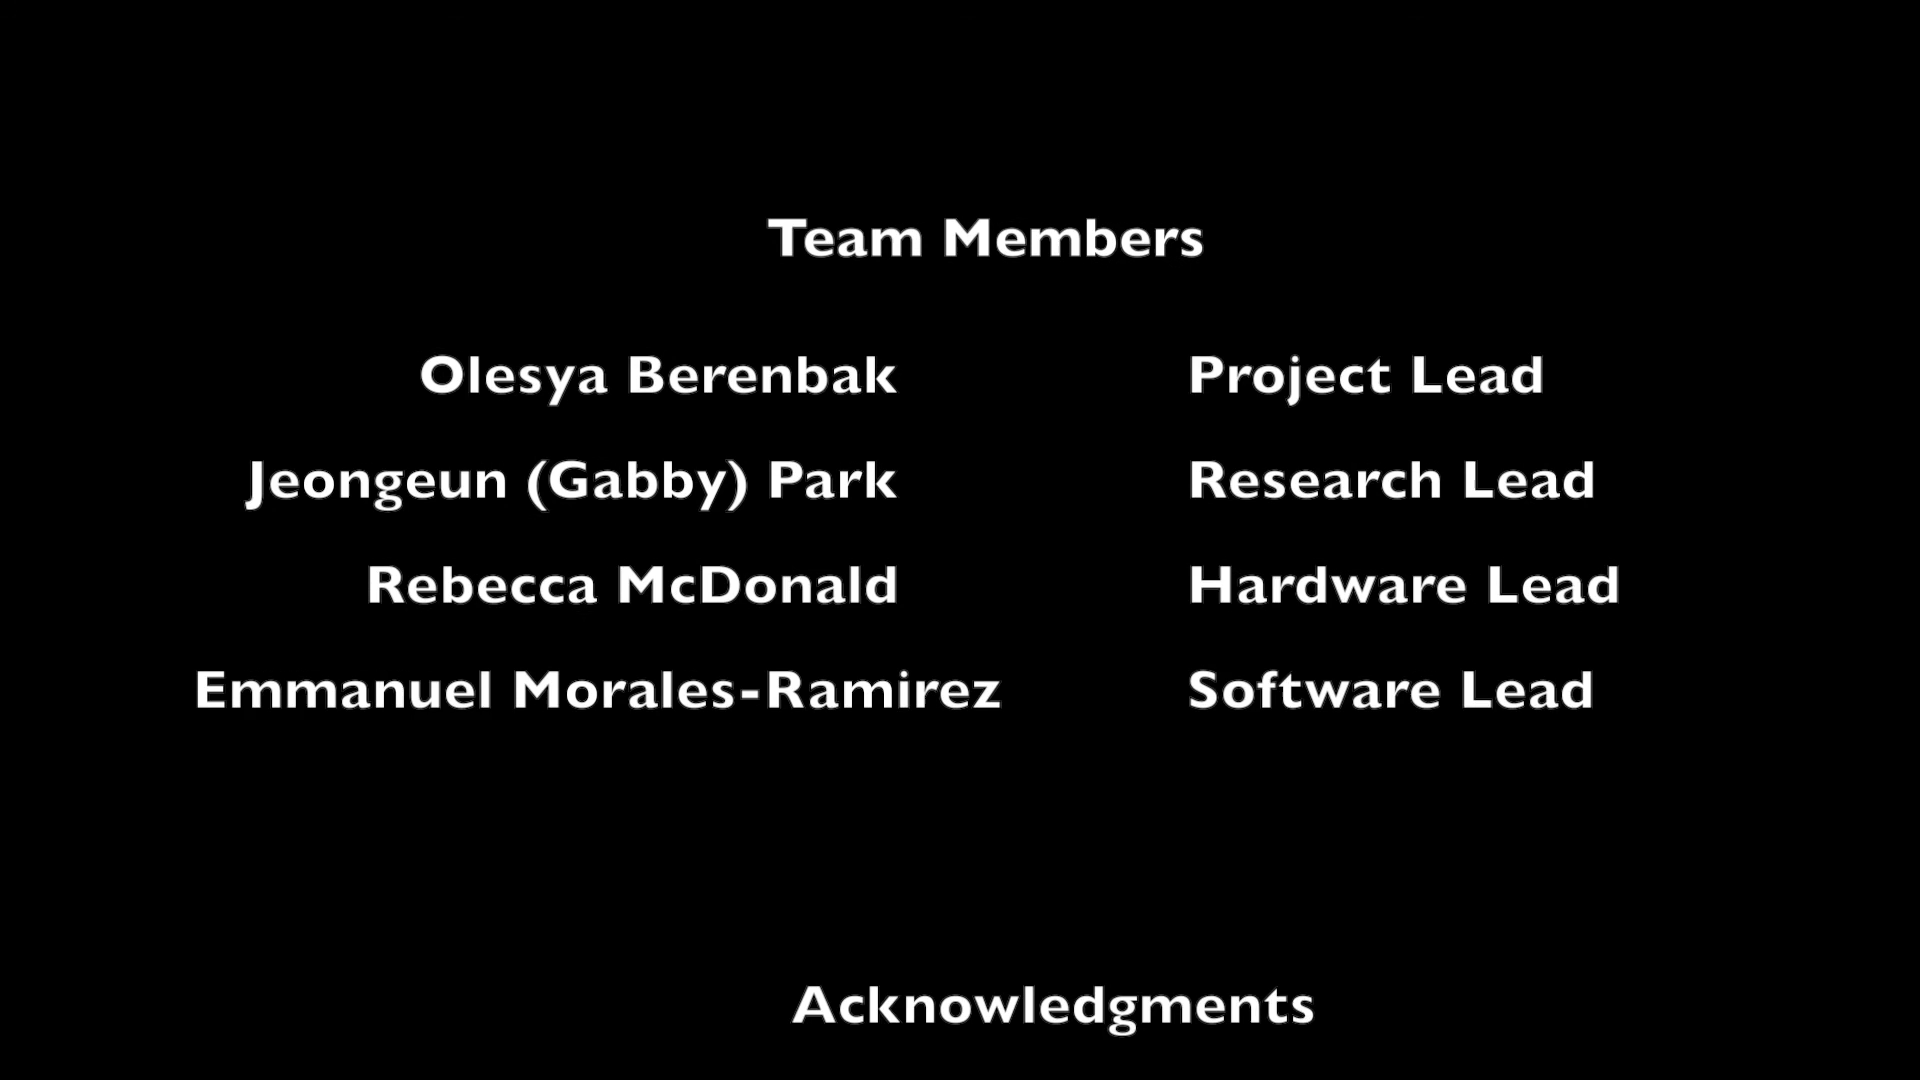 Team Members
Olesya Berenbak Project Lead
Jeongeun (Gabby) Park Research Lead
Rebecca McDonald Hardware Lead
Emmanuel Morales-Ramirez Software Lead
Acknowledgments